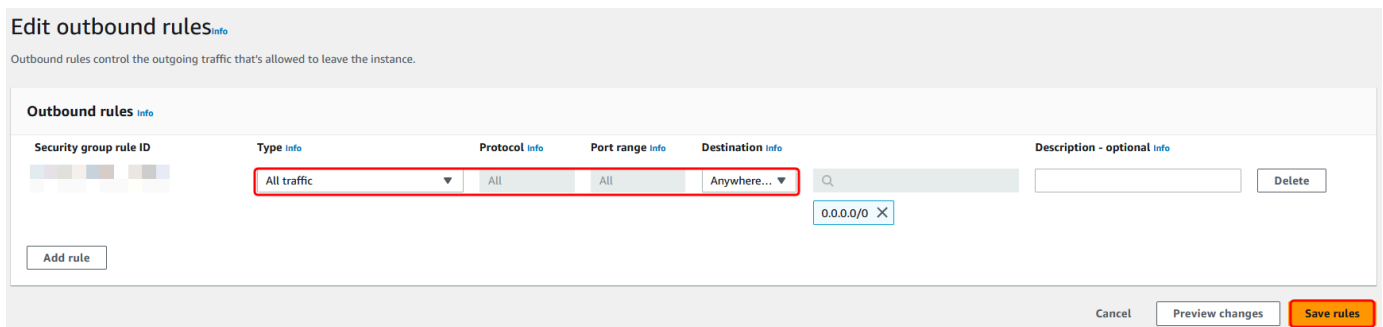 Edit outbound rules Info
Outbound rules control the outgoing traffic that's allowed to leave the instance.
Outbound rules Info
Security group rule ID Type Info Protocol Info Port range Info Destination Info Description - optional Info
All traffic All All Anywhere... Delete
0.0.0.0/0
Add rule
Cancel Preview changes Save rules